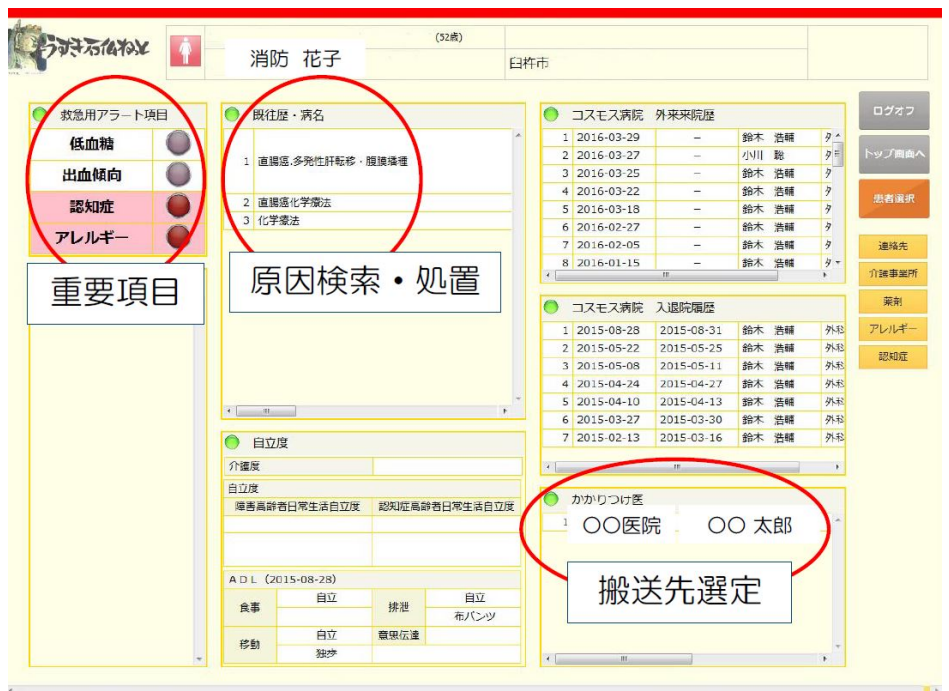 うすき石仏ねっと
(52歳)
消防 花子
臼杵市
救急用アラート項目
低血糖
出血傾向
認知症
アレルギー
重要項目
既往歴・病名
1 直腸癌,多発性肝転移・腹膜播種
2 直腸癌化学療法
3 化学療法
原因検索・処置
自立度
介護度
自立度
障害高齢者日常生活自立度 認知症高齢者日常生活自立度
ADL (2015-08-28)
食事 自立 排泄 自立
布パンツ
移動 自立 意思伝達
独歩
コスモス病院 外来来院歴
1 2016-03-29 － 鈴木 浩輔
2 2016-03-27 － 小川 聡
3 2016-03-25 － 鈴木 浩輔
4 2016-03-22 － 鈴木 浩輔
5 2016-03-18 － 鈴木 浩輔
6 2016-02-27 － 鈴木 浩輔
7 2016-02-05 － 鈴木 浩輔
8 2016-01-15 － 鈴木 浩輔
コスモス病院 入退院履歴
1 2015-08-28 2015-08-31 鈴木 浩輔 外科
2 2015-05-22 2015-05-25 鈴木 浩輔 外科
3 2015-05-08 2015-05-11 鈴木 浩輔 外科
4 2015-04-24 2015-04-27 鈴木 浩輔 外科
5 2015-04-10 2015-04-13 鈴木 浩輔 外科
6 2015-03-27 2015-03-30 鈴木 浩輔 外科
7 2015-02-13 2015-03-16 鈴木 浩輔 外科
かかりつけ医
1 〇〇医院 〇〇 太郎
搬送先選定
ログオフ
トップ画面へ
患者選択
連絡先
介護事業所
薬剤
アレルギー
認知症